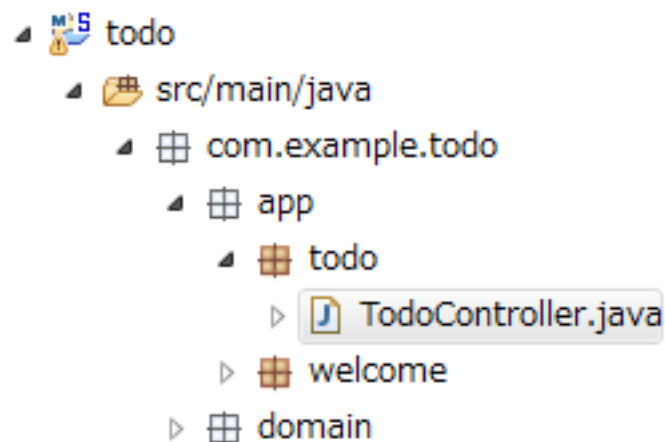 todo
src/main/java
com.example.todo
app
todo
TodoController.java
welcome
domain